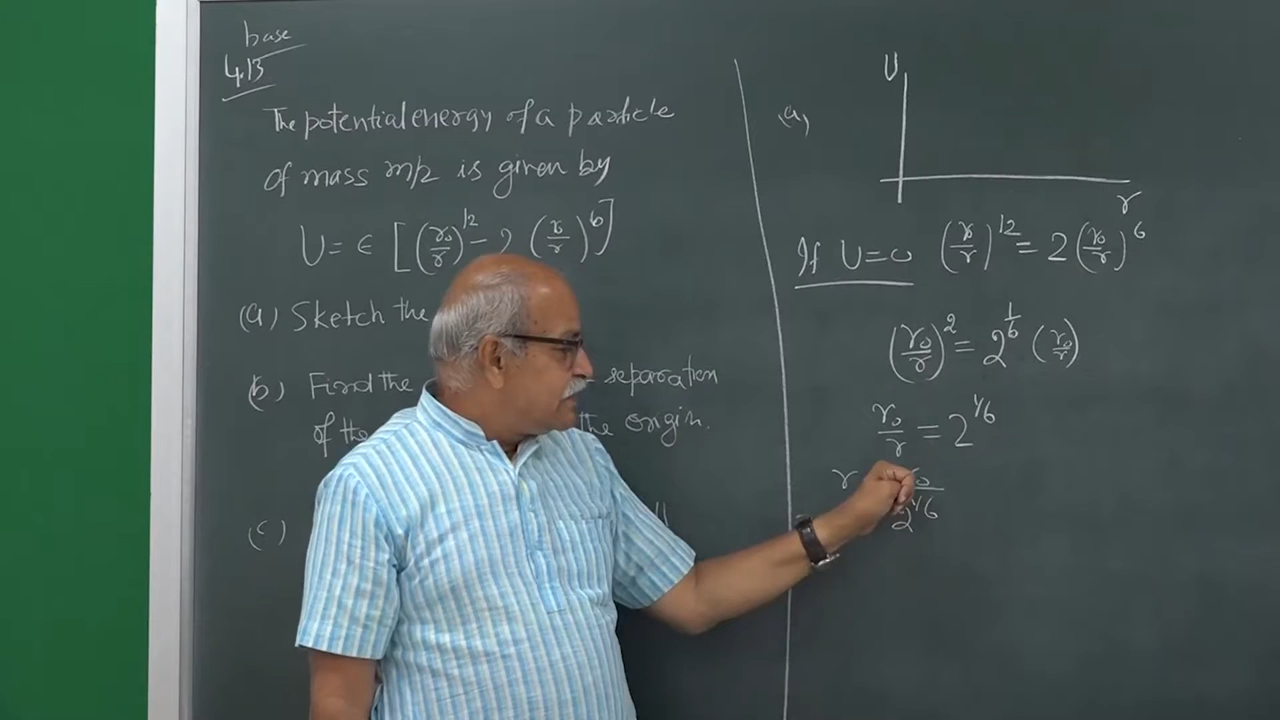 base
4.13
The potential energy of a particle
of mass m/2 is given by
U = ϵ [(r₀/r)^12 - 2 (r₀/r)^6]
(a) Sketch the
(b) Find the separation
of the the origin.
(c)
(a)
U
r
If U=0 (r₀/r)^12 = 2 (r₀/r)^6
(r₀/r)^2 = 2^1/6 (r₀/r)
r₀/r = 2^1/6
r r₀/2^1/6